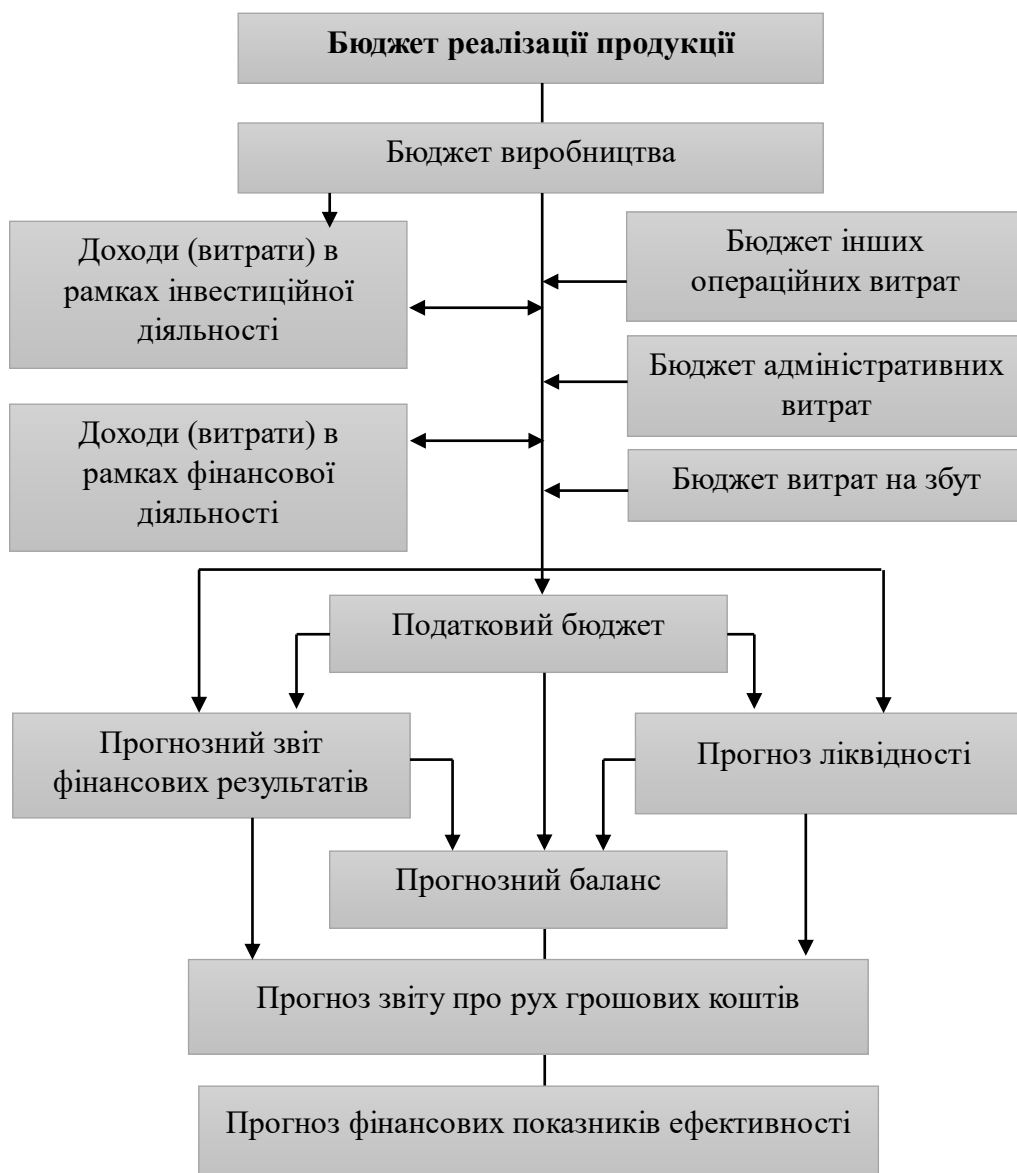 Бюджет реалізації продукції
Бюджет виробництва
Доходи (витрати) в
рамках інвестиційної
діяльності
Бюджет інших
операційних витрат
Бюджет адміністративних
витрат
Доходи (витрати) в
рамках фінансової
діяльності
Бюджет витрат на збут
Податковий бюджет
Прогнозний звіт
фінансових результатів
Прогноз ліквідності
Прогнозний баланс
Прогноз звіту про рух грошових коштів
Прогноз фінансових показників ефективності